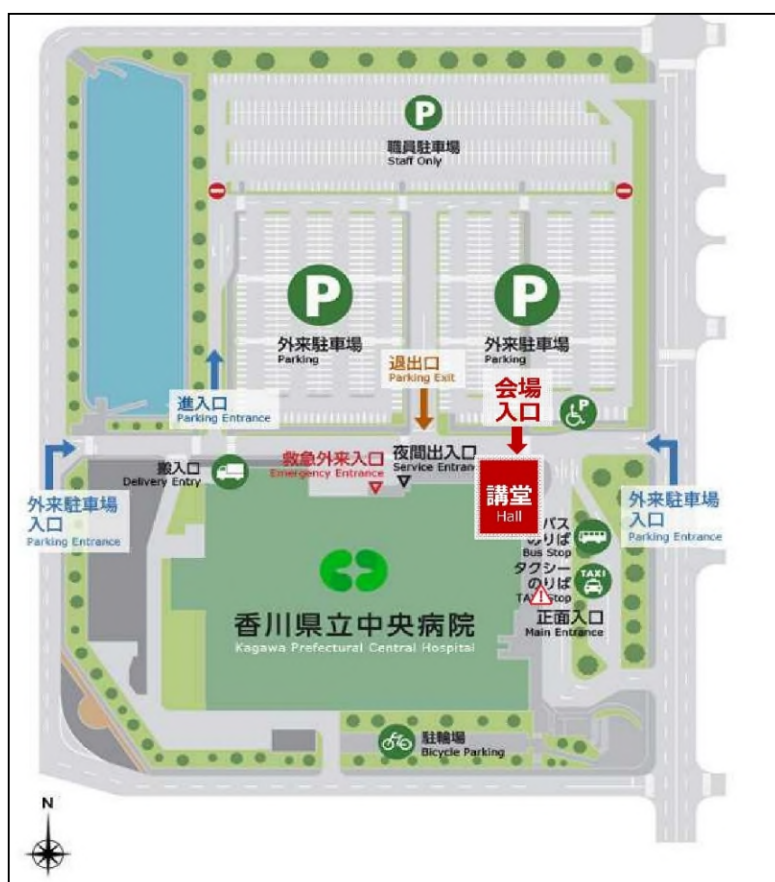 P
職員駐車場
Staff Only
P
外来駐車場
Parking
P
外来駐車場
Parking
退出口
Parking Exit
会場
入口
P
進入口
Parking Entrance
搬入口
Delivery Entry
救急外来入口
Emergency Entrance
夜間出入口
Service Entran
講堂
Hall
外来駐車場
入口
Parking Entrance
外来駐車場
入口
Parking Entrance
バス
のりば
Bus Stop
タクシー
のりば
TAXI
Stop
正面入口
Main Entrance
香川県立中央病院
Kagawa Prefectural Central Hospital
駐輪場
Bicycle Parking
N